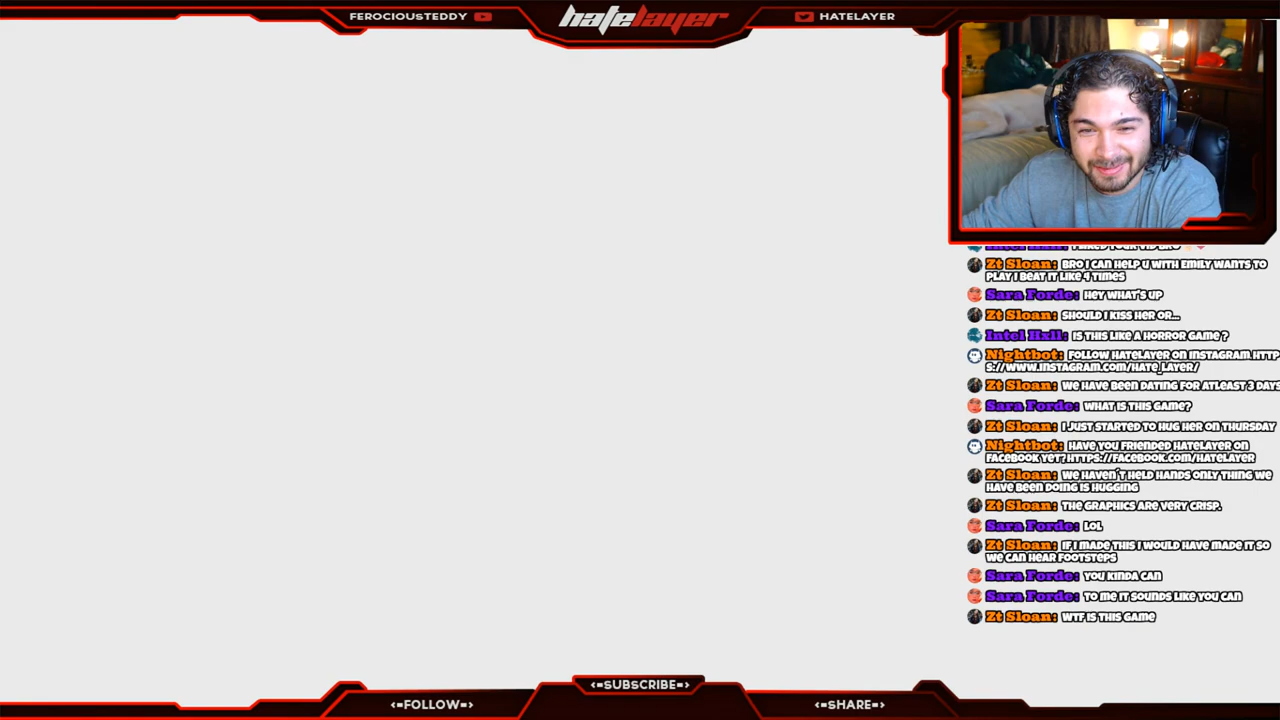 FEROCIOUSTEDDY
hatelayer
HATELAYER
Zt Sloan: BRO I CAN HELP U WITH EMILY WANTS TO
PLAY I BEAT IT LIKE 4 TIMES
Sara Forde: HEY WHAT'S UP
Zt Sloan: SHOULD I KISS HER OR...
Intel Hxll: IS THIS LIKE A HORROR GAME ?
Nightbot: FOLLOW HATELAYER ON INSTAGRAM HTTP
S://WWW.INSTAGRAM.COM/HATE_LAYER/
Zt Sloan: WE HAVE BEEN DATING FOR ATLEAST 3 DAYS
Sara Forde: WHAT IS THIS GAME?
Zt Sloan: I JUST STARTED TO HUG HER ON THURSDAY
Nightbot: HAVE YOU FRIENDED HATELAYER ON
FACEBOOK YET? HTTPS://FACEBOOK.COM/HATELAYER
Zt Sloan: WE HAVEN'T HELD HANDS ONLY THING WE
HAVE BEEN DOING IS HUGGING
Zt Sloan: THE GRAPHICS ARE VERY CRISP.
Sara Forde: LOL
Zt Sloan: IF I MADE THIS I WOULD HAVE MADE IT SO
WE CAN HEAR FOOTSTEPS
Sara Forde: YOU KINDA CAN
Sara Forde: TO ME IT SOUNDS LIKE YOU CAN
Zt Sloan: WTF IS THIS GAME
<=SUBSCRIBE=>
<=FOLLOW=>
<=SHARE=>